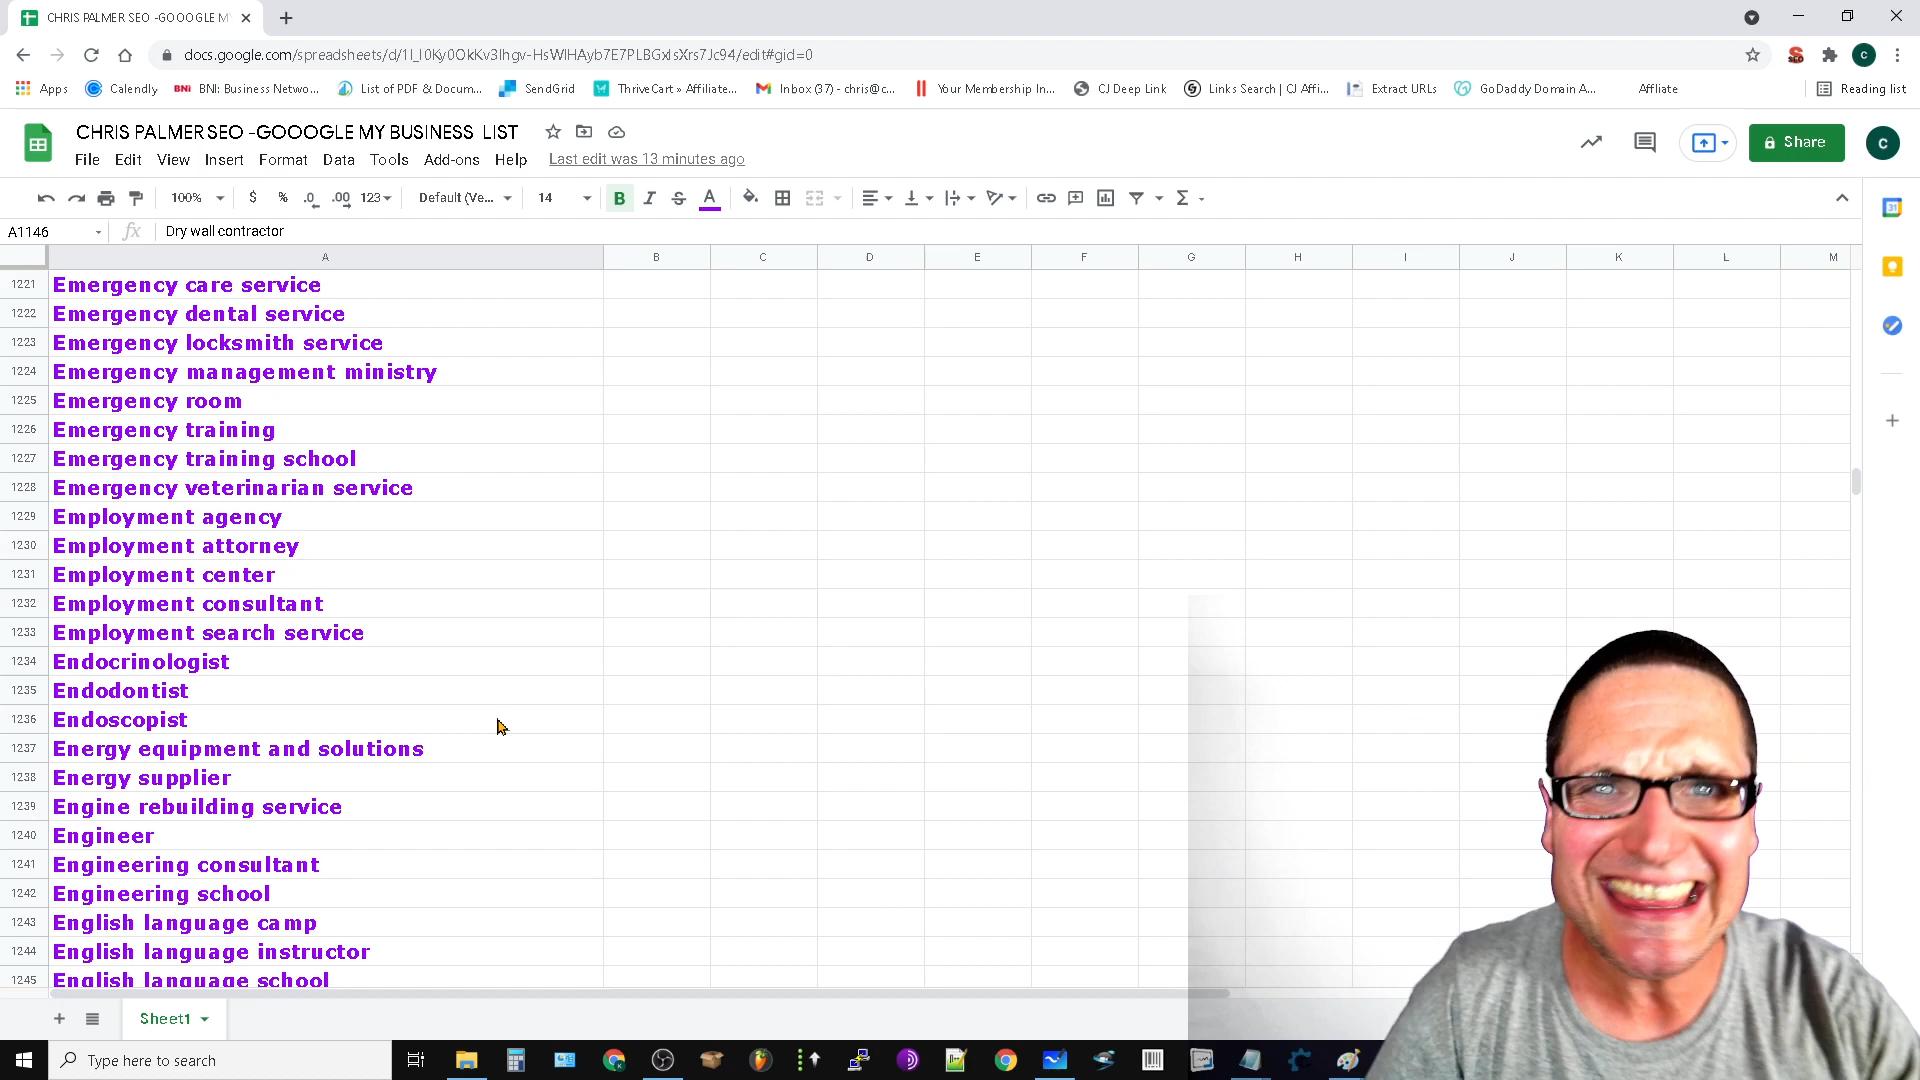 CHRIS PALMER SEO -GOOOGLE M
docs.google.com/spreadsheets/d/1I_I0Ky0OkKv3Ihgv-HsWIHAyb7E7PLBGxIsXrs7Jc94/edit#gid=0
Apps Calendly BNI BNI: Business Netwo... List of PDF & Docum... SendGrid ThriveCart » Affiliate... Inbox (37) - chris@c... Your Membership In... CJ Deep Link Links Search | CJ Affi... Extract URLs GoDaddy Domain A... Affliate Reading list
CHRIS PALMER SEO -GOOOGLE MY BUSINESS LIST
File Edit View Insert Format Data Tools Add-ons Help Last edit was 13 minutes ago
Share
C
100% $ % .0 .00 123 Default (Ve... 14 B I S A Σ
A1146 fx Dry wall contractor
A B C D E F G H I J K L M
1221 Emergency care service
1222 Emergency dental service
1223 Emergency locksmith service
1224 Emergency management ministry
1225 Emergency room
1226 Emergency training
1227 Emergency training school
1228 Emergency veterinarian service
1229 Employment agency
1230 Employment attorney
1231 Employment center
1232 Employment consultant
1233 Employment search service
1234 Endocrinologist
1235 Endodontist
1236 Endoscopist
1237 Energy equipment and solutions
1238 Energy supplier
1239 Engine rebuilding service
1240 Engineer
1241 Engineering consultant
1242 Engineering school
1243 English language camp
1244 English language instructor
1245 English language school
Sheet1
Type here to search